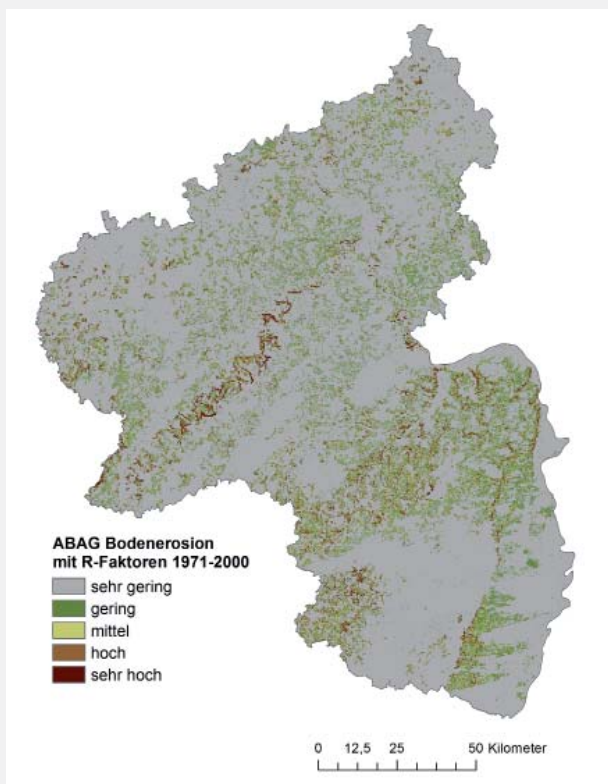 ABAG Bodenerosion
mit R-Faktoren 1971-2000
sehr gering
gering
mittel
hoch
sehr hoch
0 12,5 25 50 Kilometer